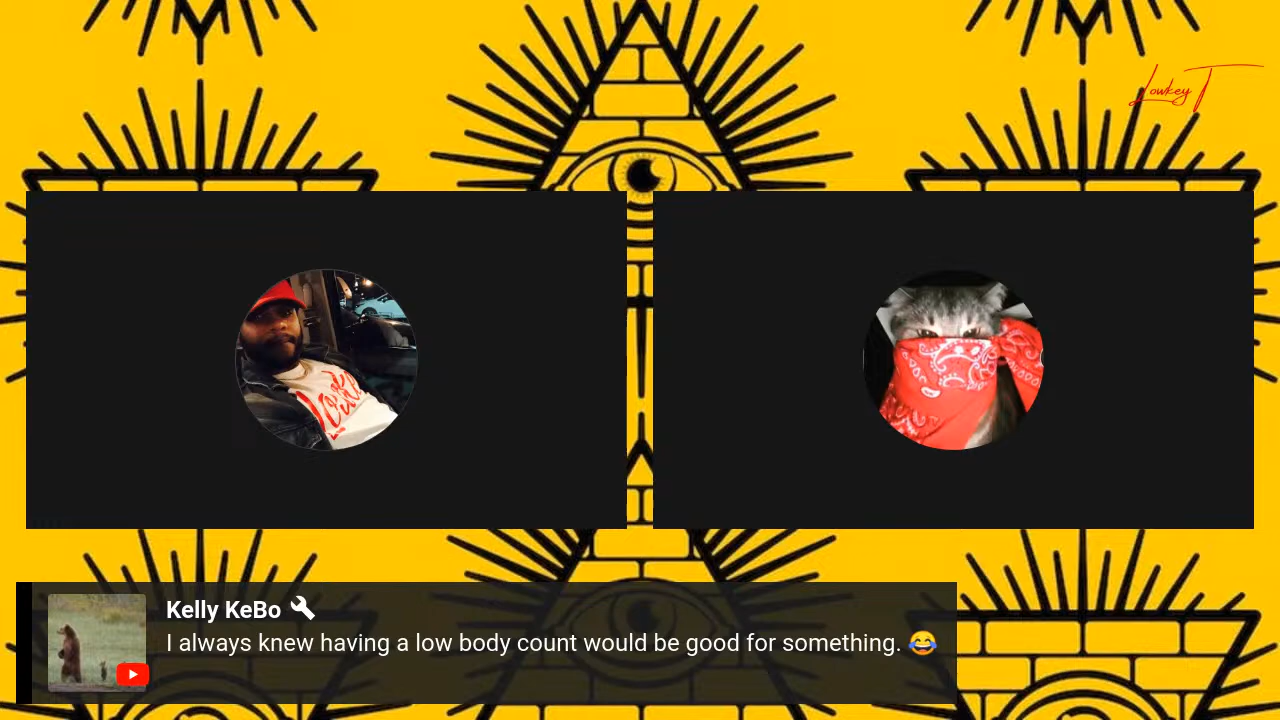 Lowkey T
Kelly KeBo
I always knew having a low body count would be good for something. 😂